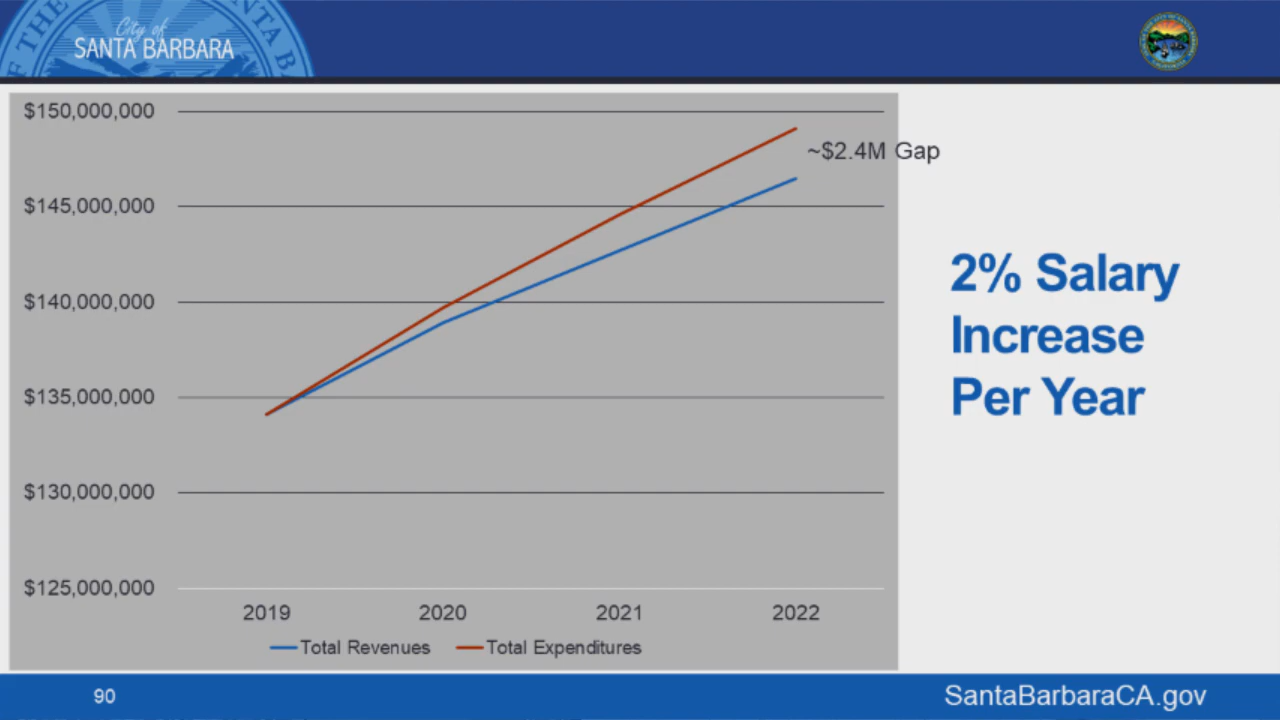 City of
SANTA BARBARA
$150,000,000
~$2.4M Gap
$145,000,000
$140,000,000
$135,000,000
$130,000,000
$125,000,000
2019 2020 2021 2022
Total Revenues Total Expenditures
2% Salary
Increase
Per Year
90
SantaBarbaraCA.gov